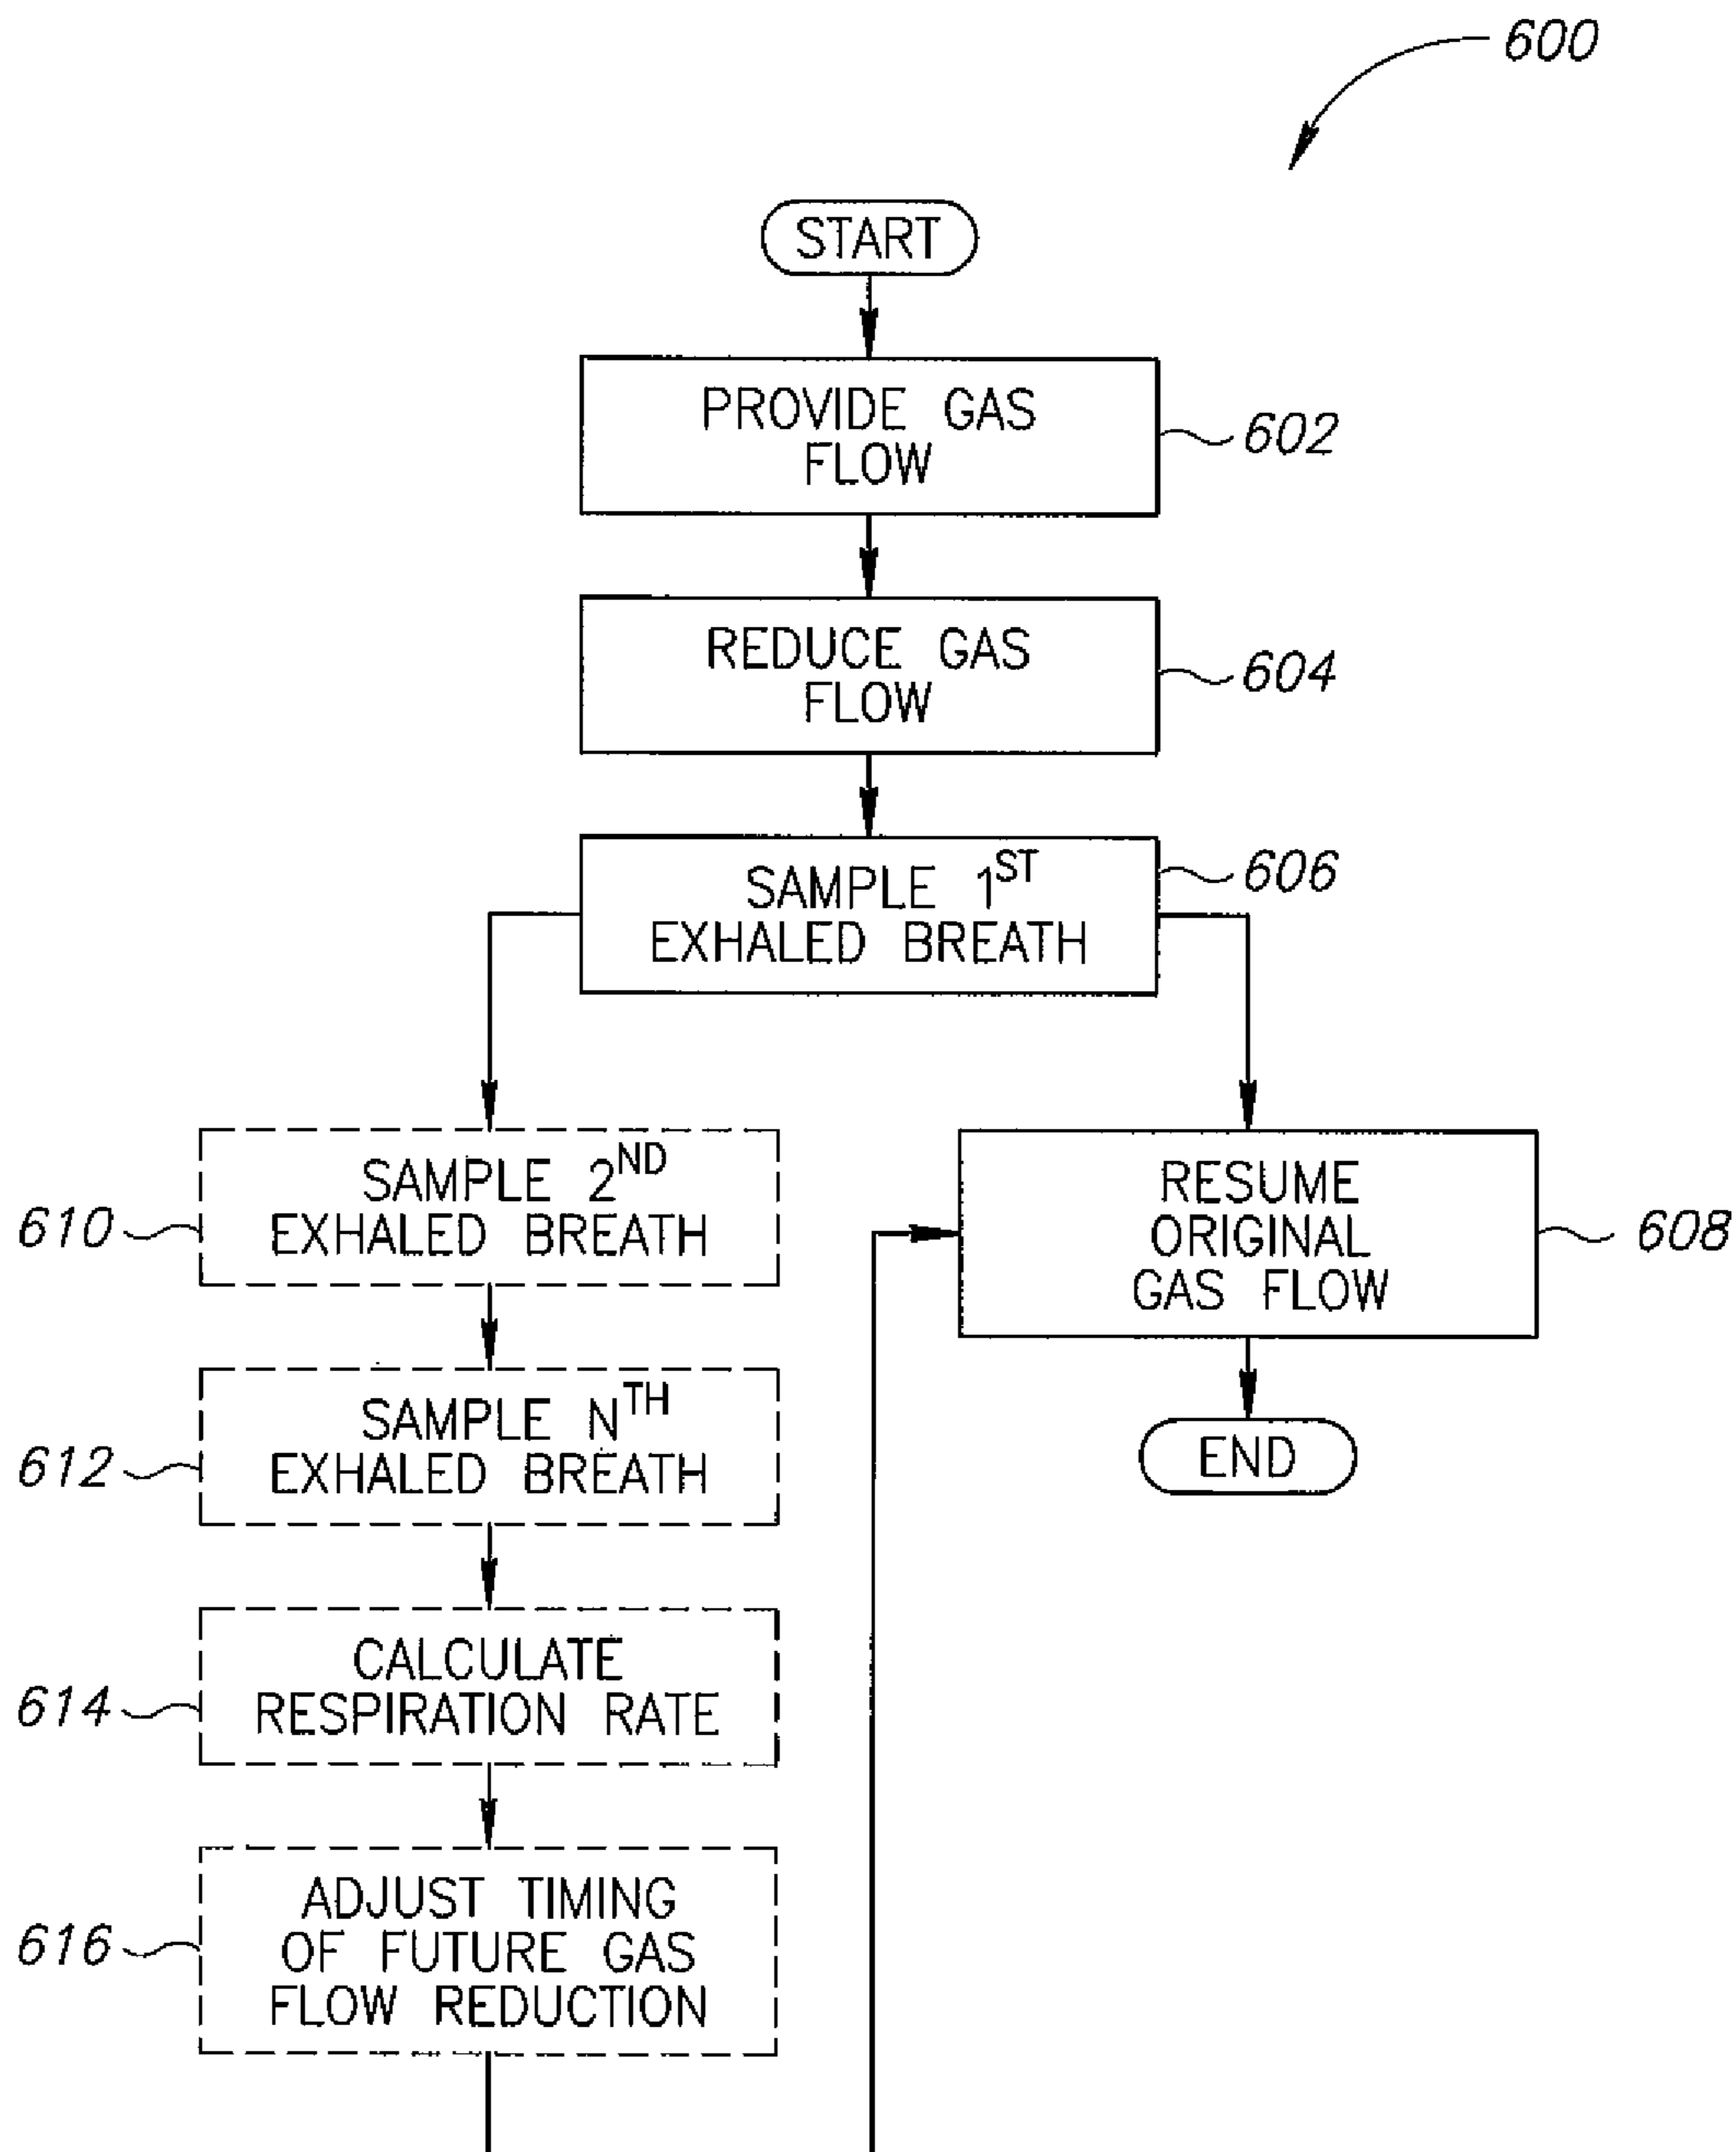 600
START
PROVIDE GAS
FLOW
602
REDUCE GAS
FLOW
604
SAMPLE 1ST
EXHALED BREATH
606
SAMPLE 2ND
EXHALED BREATH
610
RESUME
ORIGINAL
GAS FLOW
608
SAMPLE NTH
EXHALED BREATH
612
END
CALCULATE
RESPIRATION RATE
614
ADJUST TIMING
OF FUTURE GAS
FLOW REDUCTION
616